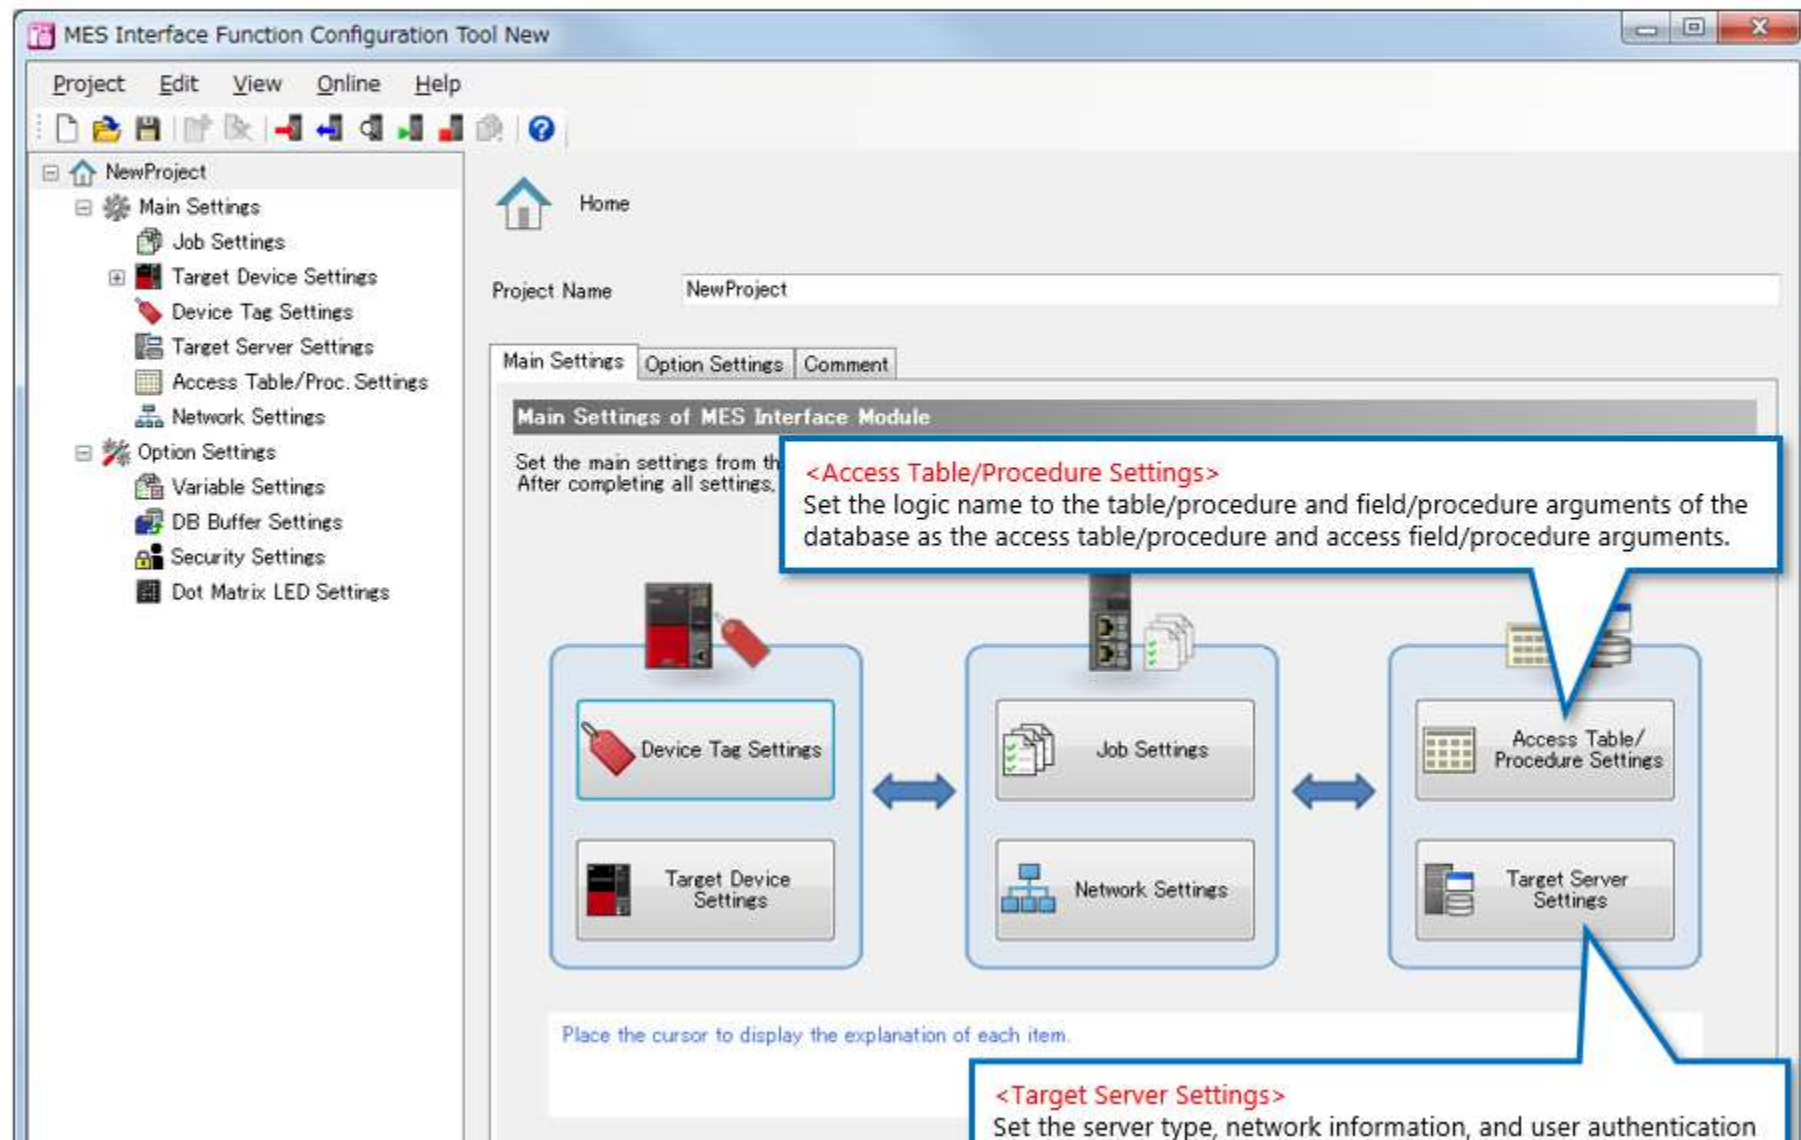 MES Interface Function Configuration Tool New
Project Edit View Online Help
NewProject
Main Settings
Job Settings
Target Device Settings
Device Tag Settings
Target Server Settings
Access Table/Proc. Settings
Network Settings
Option Settings
Variable Settings
DB Buffer Settings
Security Settings
Dot Matrix LED Settings
Home
Project Name NewProject
Main Settings Option Settings Comment
Main Settings of MES Interface Module
Set the main settings from th
After completing all settings,
<Access Table/Procedure Settings>
Set the logic name to the table/procedure and field/procedure arguments of the
database as the access table/procedure and access field/procedure arguments.
Device Tag Settings
Target Device
Settings
Job Settings
Network Settings
Access Table/
Procedure Settings
Target Server
Settings
Place the cursor to display the explanation of each item.
<Target Server Settings>
Set the server type, network information, and user authentication